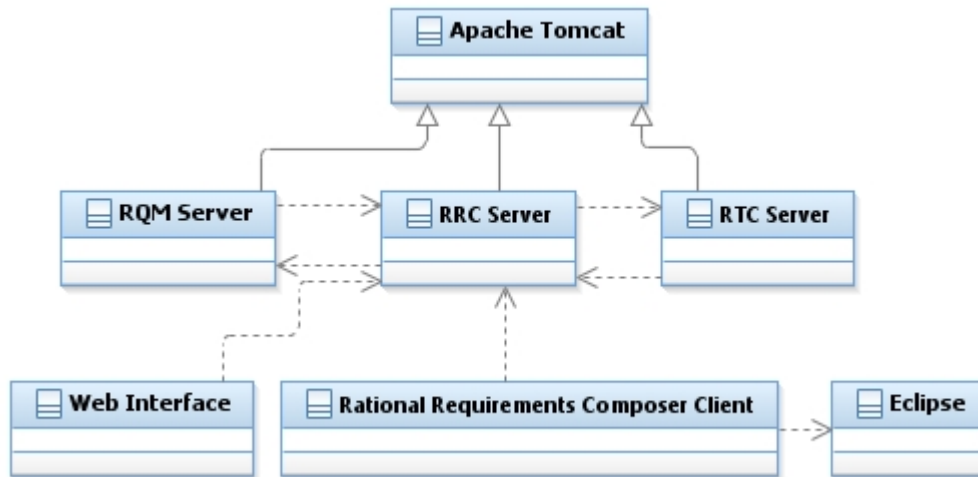 Apache Tomcat
RQM Server
RRC Server
RTC Server
Web Interface
Rational Requirements Composer Client
Eclipse